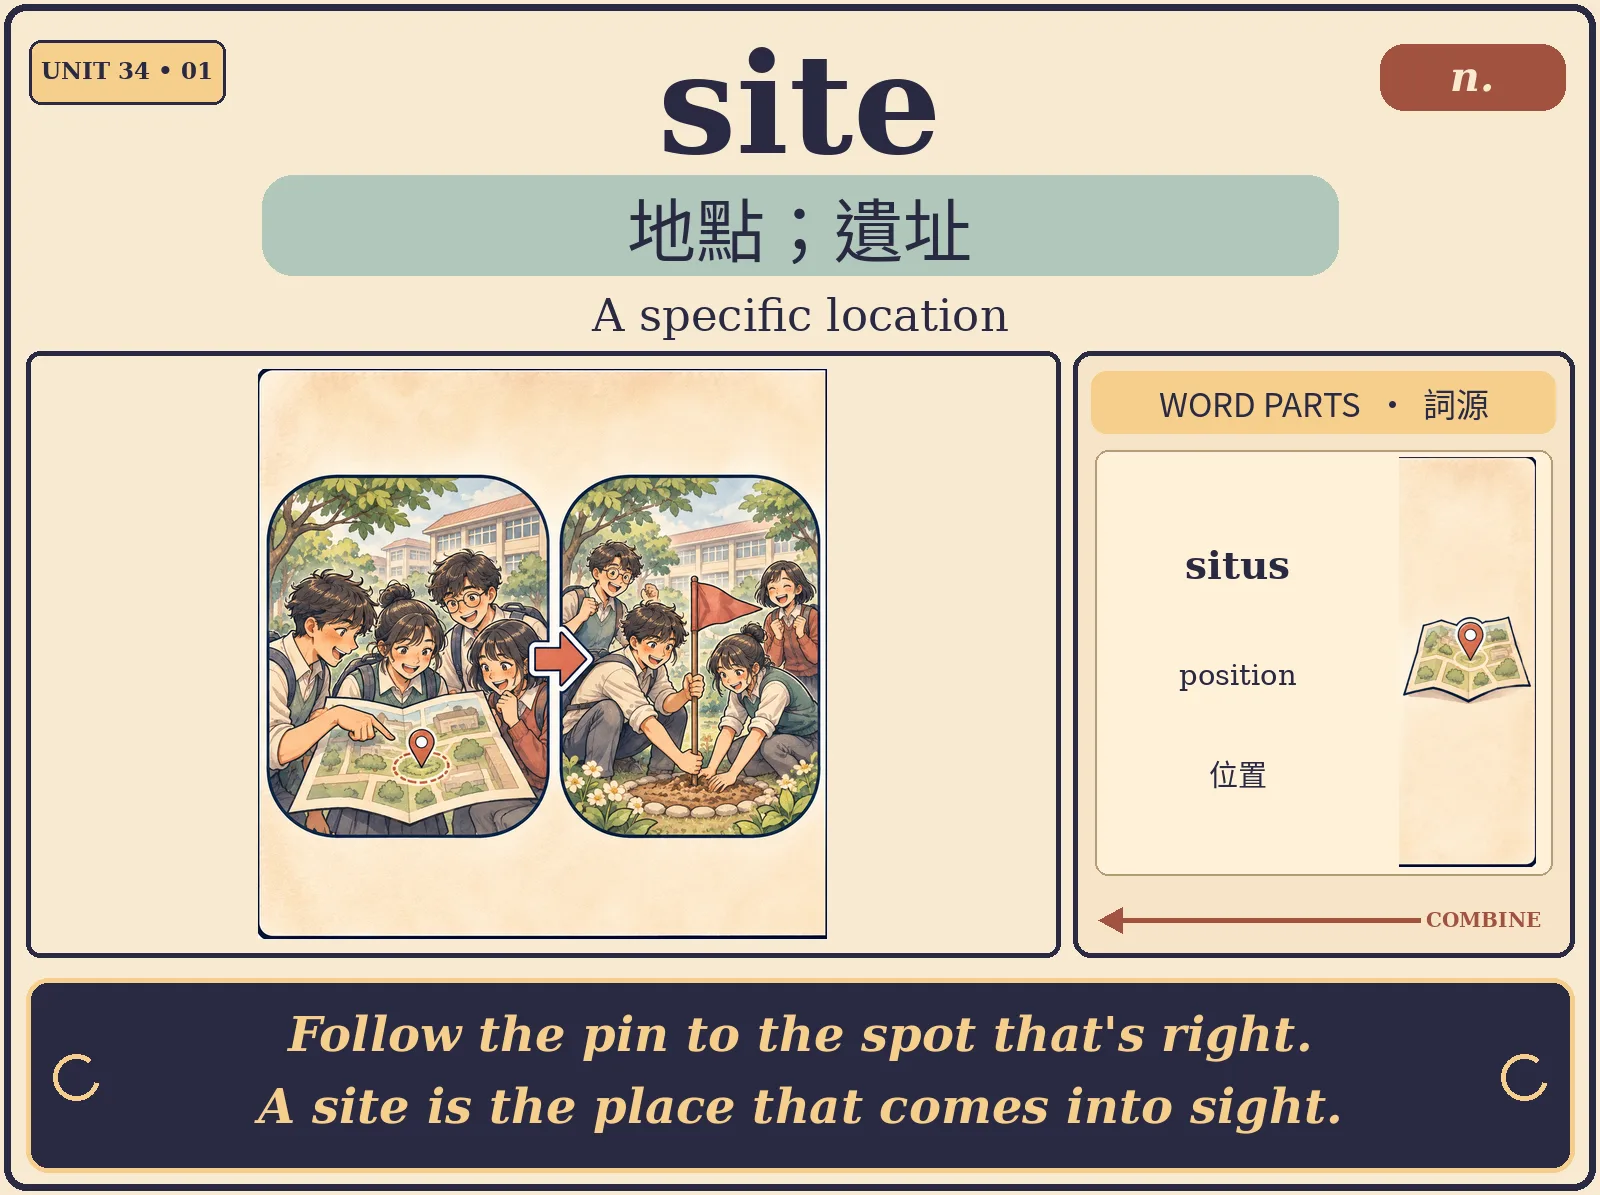 UNIT 34 • 01
site
n.
地點；遺址
A specific location
WORD PARTS ・ 詞源
situs
position
位置
COMBINE
Follow the pin to the spot that's right.
A site is the place that comes into sight.